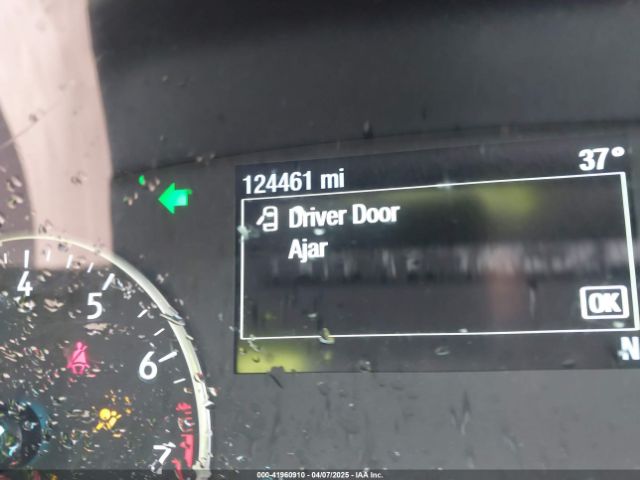 37°
124461 mi
Driver Door
Ajar
OK
N
4
5
6
7
000-41960910 - 04/07/2025 - IAA Inc.